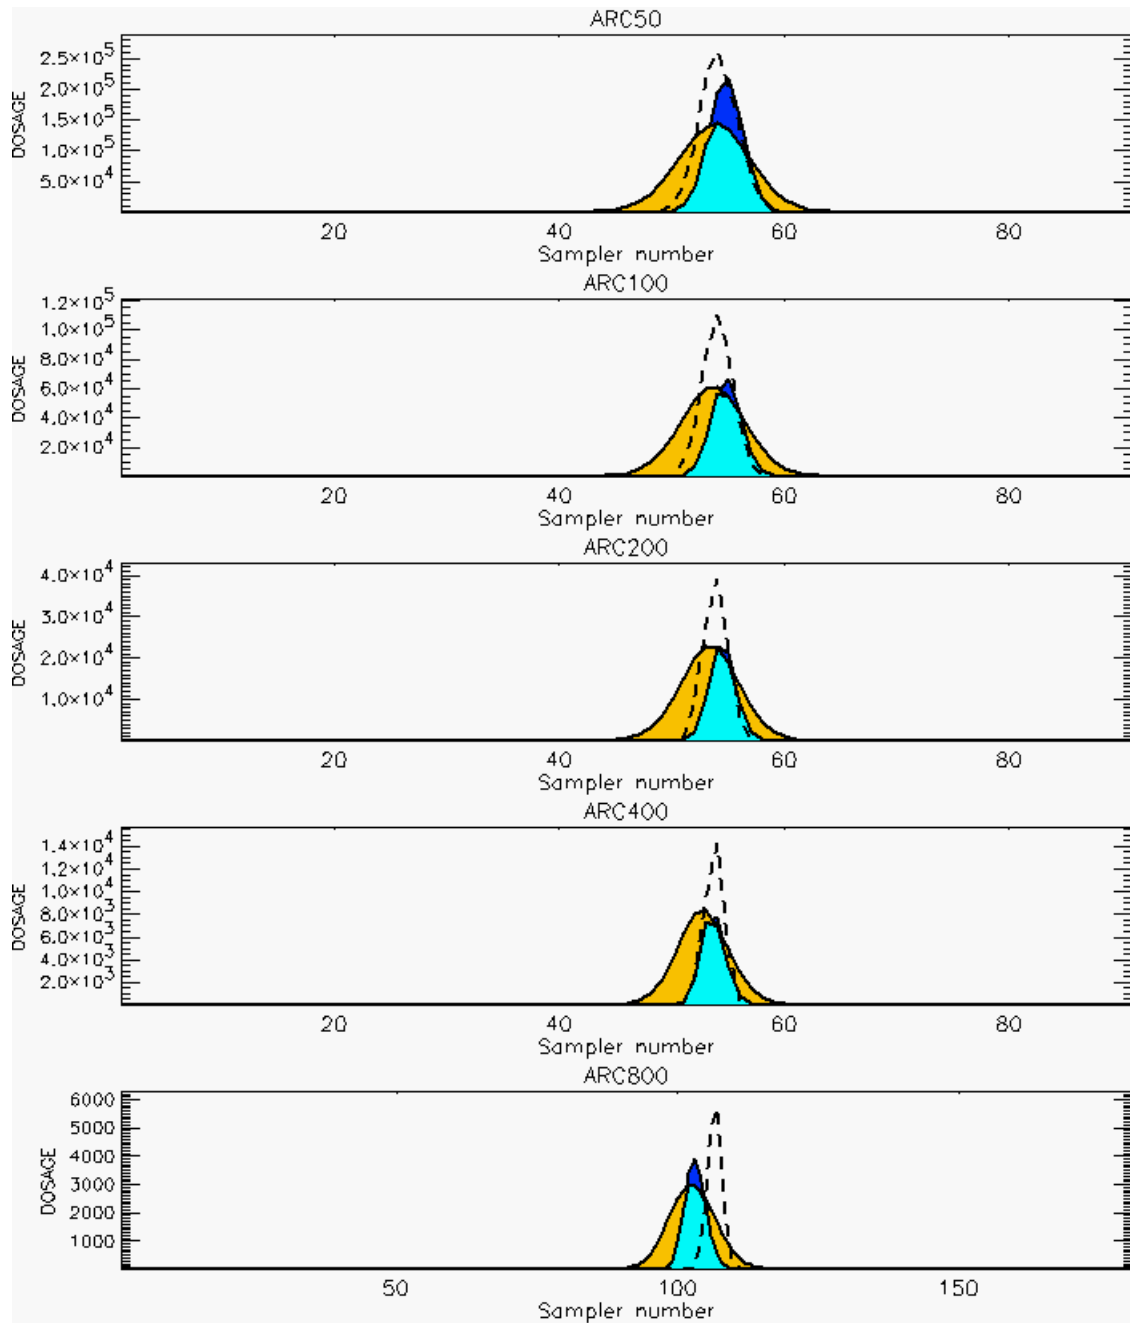 ARC50
2.5×10^5
2.0×10^5
1.5×10^5
1.0×10^5
5.0×10^4
DOSAGE
20 40 60 80
Sampler number
ARC100
1.2×10^5
1.0×10^5
8.0×10^4
6.0×10^4
4.0×10^4
2.0×10^4
DOSAGE
20 40 60 80
Sampler number
ARC200
4.0×10^4
3.0×10^4
2.0×10^4
1.0×10^4
DOSAGE
20 40 60 80
Sampler number
ARC400
1.4×10^4
1.2×10^4
1.0×10^4
8.0×10^3
6.0×10^3
4.0×10^3
2.0×10^3
DOSAGE
20 40 60 80
Sampler number
ARC800
6000
5000
4000
3000
2000
1000
DOSAGE
50 100 150
Sampler number